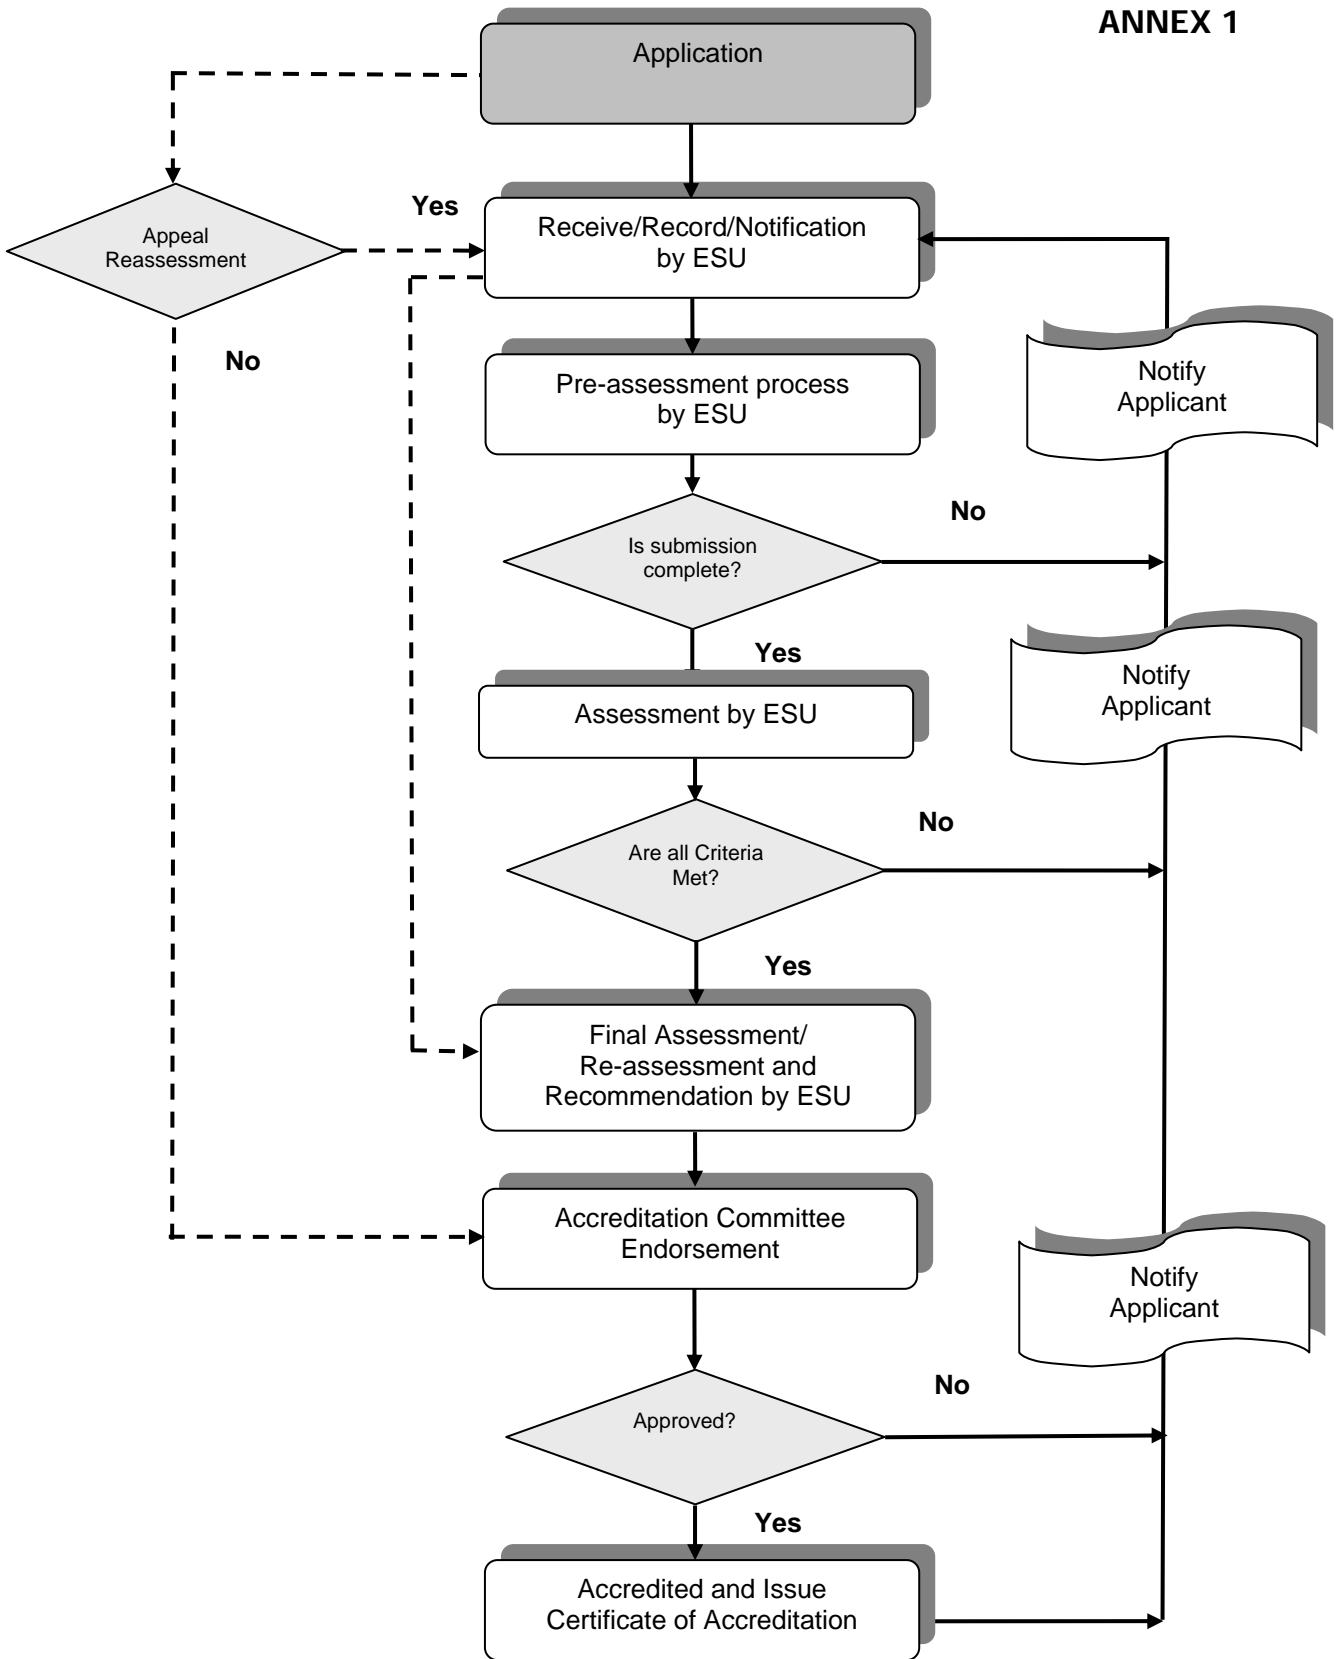 ANNEX 1
Application
Yes
Receive/Record/Notification
by ESU
Appeal
Reassessment
No
Notify
Applicant
Pre-assessment process
by ESU
No
Is submission
complete?
Yes
Notify
Applicant
Assessment by ESU
No
Are all Criteria
Met?
Yes
Final Assessment/
Re-assessment and
Recommendation by ESU
Accreditation Committee
Endorsement
Notify
Applicant
No
Approved?
Yes
Accredited and Issue
Certificate of Accreditation